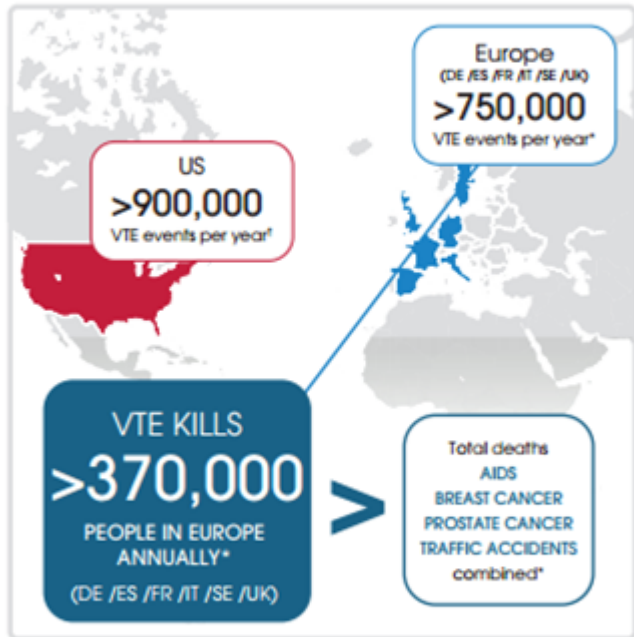 Europe
(DE /ES /FR /IT /SE /UK)
>750,000
VTE events per year*
US
>900,000
VTE events per year†
VTE KILLS
>370,000
PEOPLE IN EUROPE
ANNUALLY*
(DE /ES /FR /IT /SE /UK)
>
Total deaths
AIDS
BREAST CANCER
PROSTATE CANCER
TRAFFIC ACCIDENTS
combined*